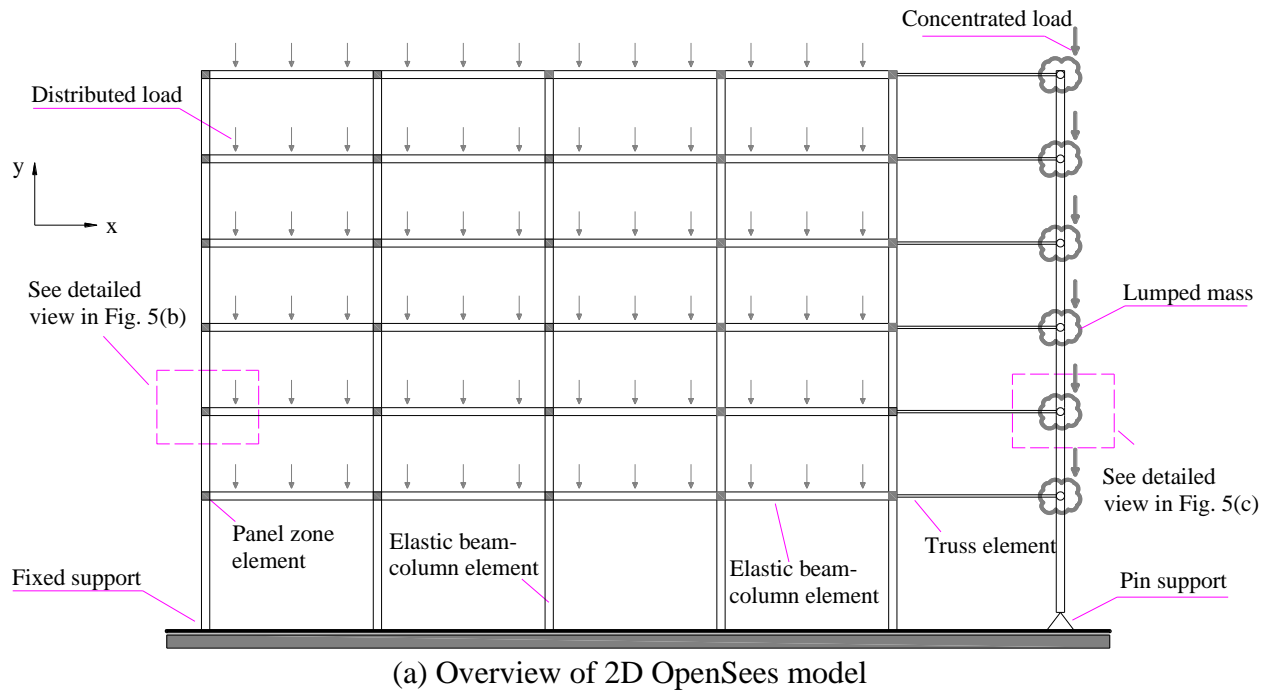 Concentrated load
Distributed load
y
x
See detailed
view in Fig. 5(b)
Lumped mass
See detailed
view in Fig. 5(c)
Panel zone
element
Elastic beam-
column element
Elastic beam-
column element
Truss element
Fixed support
Pin support
(a) Overview of 2D OpenSees model